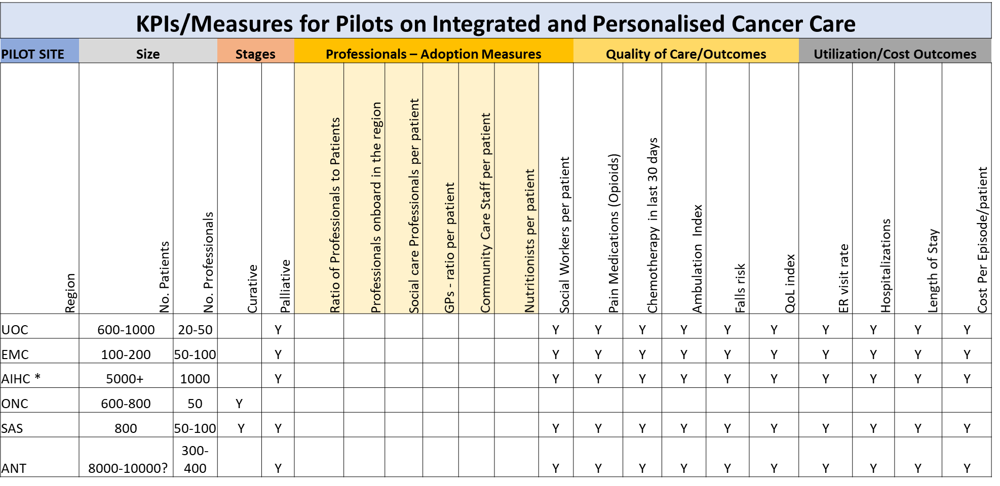 KPIs/Measures for Pilots on Integrated and Personalised Cancer Care
PILOT SITE Size Stages Professionals – Adoption Measures Quality of Care/Outcomes Utilization/Cost Outcomes
Region
No. Patients
No. Professionals
Curative
Palliative
Ratio of Professionals to Patients
Professionals onboard in the region
Social care Professionals per patient
GPs - ratio per patient
Community Care Staff per patient
Nutritionists per patient
Social Workers per patient
Pain Medications (Opioids)
Chemotherapy in last 30 days
Ambulation Index
Falls risk
QoL index
ER visit rate
Hospitalizations
Length of Stay
Cost Per Episode/patient
UOC 600-1000 20-50 Y Y Y Y Y Y Y Y Y Y Y
EMC 100-200 50-100 Y Y Y Y Y Y Y Y Y Y Y
AIHC * 5000+ 1000 Y Y Y Y Y Y Y Y Y Y Y
ONC 600-800 50 Y
SAS 800 50-100 Y Y Y Y Y Y Y Y Y Y Y Y
300-
ANT 8000-10000? 400 Y Y Y Y Y Y Y Y Y Y Y